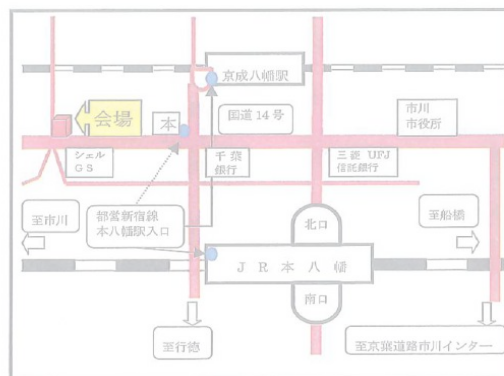 京成八幡駅
会場
本
国道14号
市川
市役所
シェル
GS
千葉
銀行
三菱 UFJ
信託銀行
至市川
都営新宿線
本八幡駅入口
北口
至船橋
JR本八幡
南口
至行徳
至京葉道路市川インター